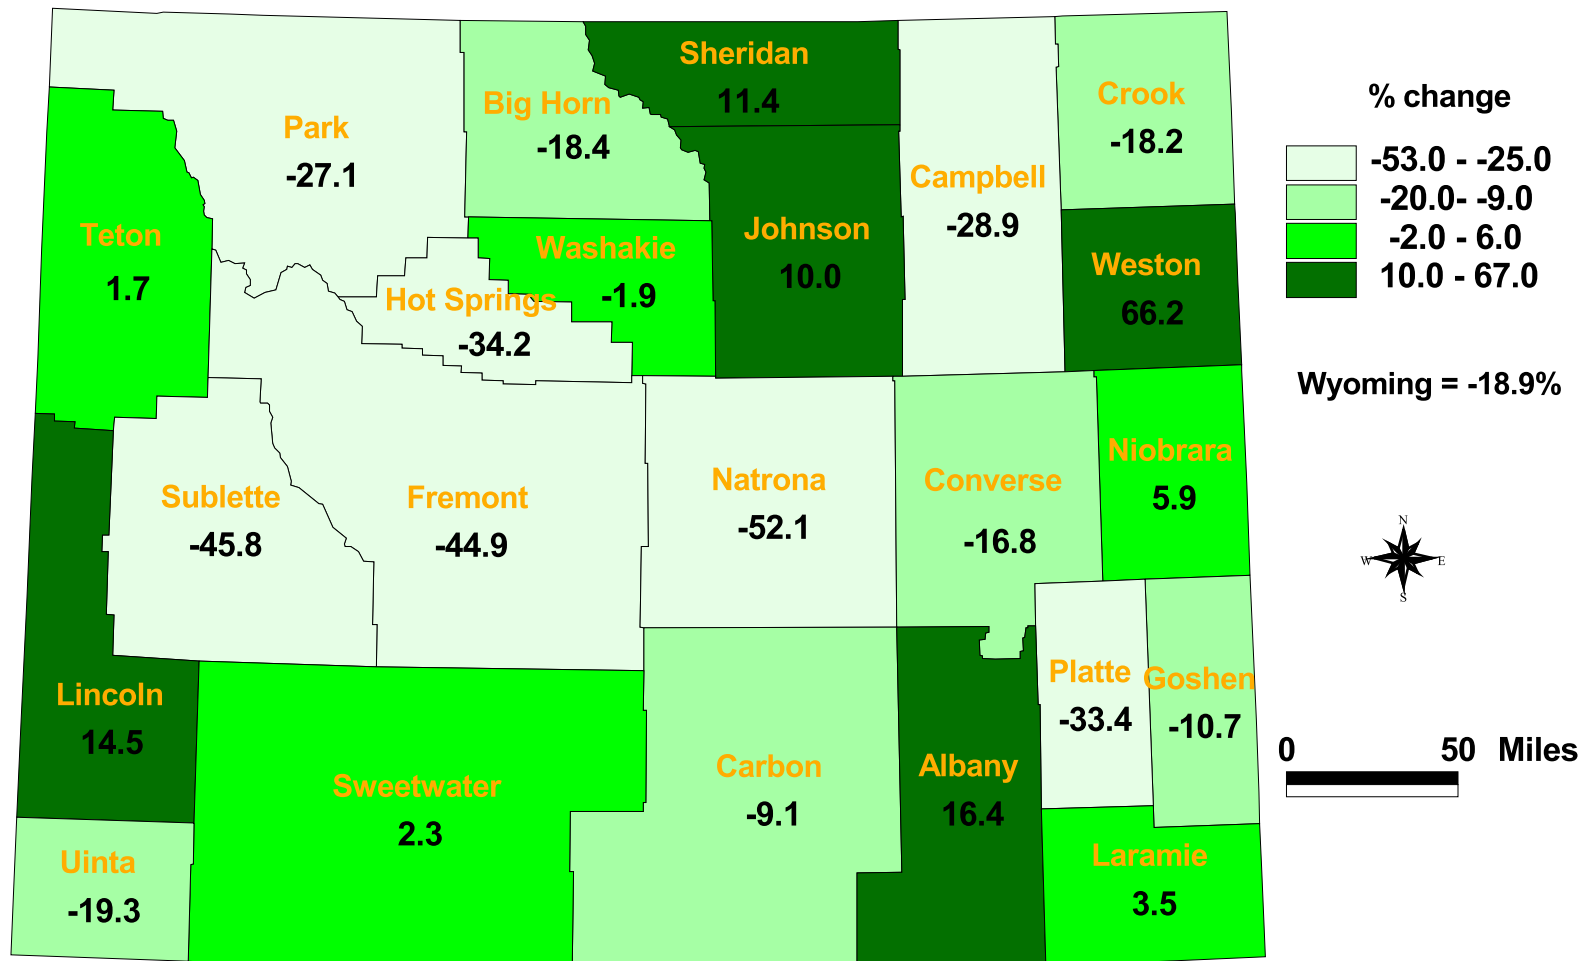 Sheridan
11.4
Big Horn
-18.4
Crook
-18.2
Park
-27.1
Campbell
-28.9
Teton
1.7
Washakie
-1.9
Johnson
10.0
Weston
66.2
Hot Springs
-34.2
Sublette
-45.8
Fremont
-44.9
Natrona
-52.1
Converse
-16.8
Niobrara
5.9
Lincoln
14.5
Sweetwater
2.3
Carbon
-9.1
Albany
16.4
Platte
-33.4
Goshen
-10.7
Uinta
-19.3
Laramie
3.5
% change
-53.0 - -25.0
-20.0- -9.0
-2.0 - 6.0
10.0 - 67.0
Wyoming = -18.9%
N
W E
S
0 50 Miles